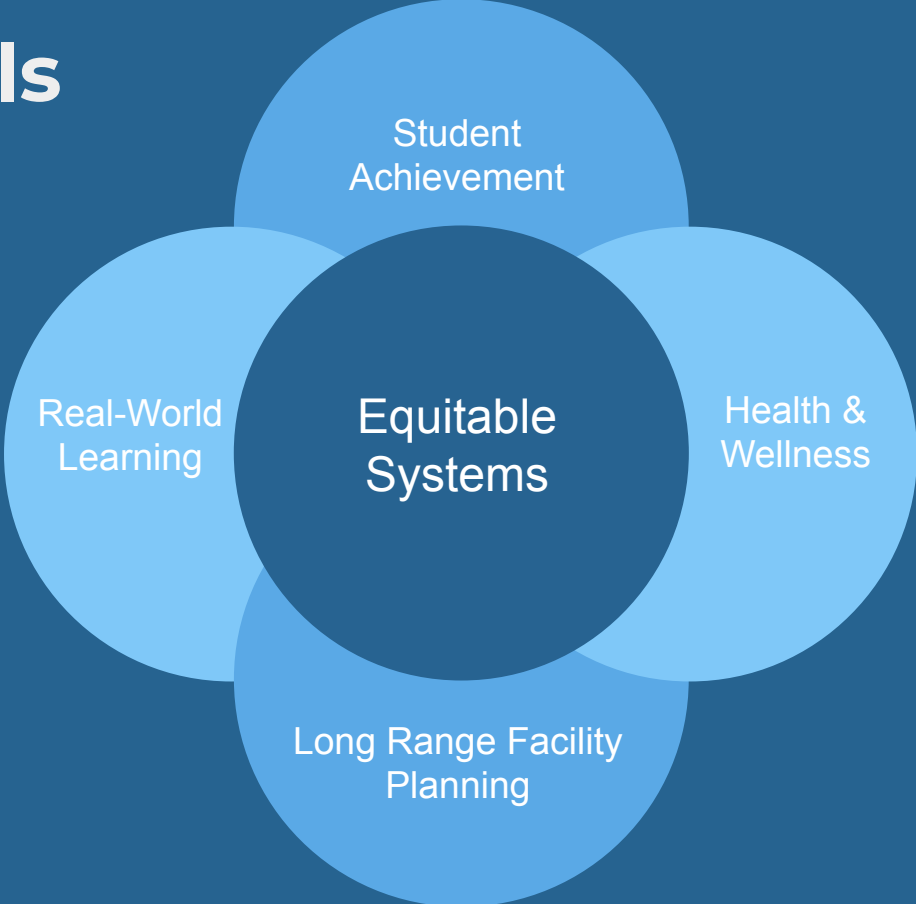 ls
Student
Achievement
Real-World
Learning
Equitable
Systems
Health &
Wellness
Long Range Facility
Planning